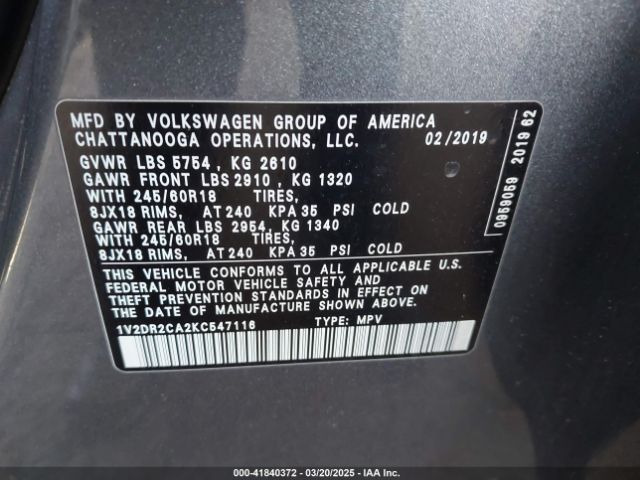 MFD BY VOLKSWAGEN GROUP OF AMERICA
CHATTANOOGA OPERATIONS, LLC. 02/2019
GVWR LBS 5754 , KG 2610
GAWR FRONT LBS 2910 , KG 1320
WITH 245/60R18 TIRES,
8JX18 RIMS, AT 240 KPA 35 PSI COLD
GAWR REAR LBS 2954 , KG 1340
WITH 245/60R18 TIRES,
8JX18 RIMS, AT 240 KPA 35 PSI COLD
THIS VEHICLE CONFORMS TO ALL APPLICABLE U.S.
FEDERAL MOTOR VEHICLE SAFETY AND
THEFT PREVENTION STANDARDS IN EFFECT ON
THE DATE OF MANUFACTURE SHOWN ABOVE.
1V2DR2CA2KC547116 TYPE: MPV
0959059 2019 62
000-41840372 / 03/20/2025 / IAAI.COM